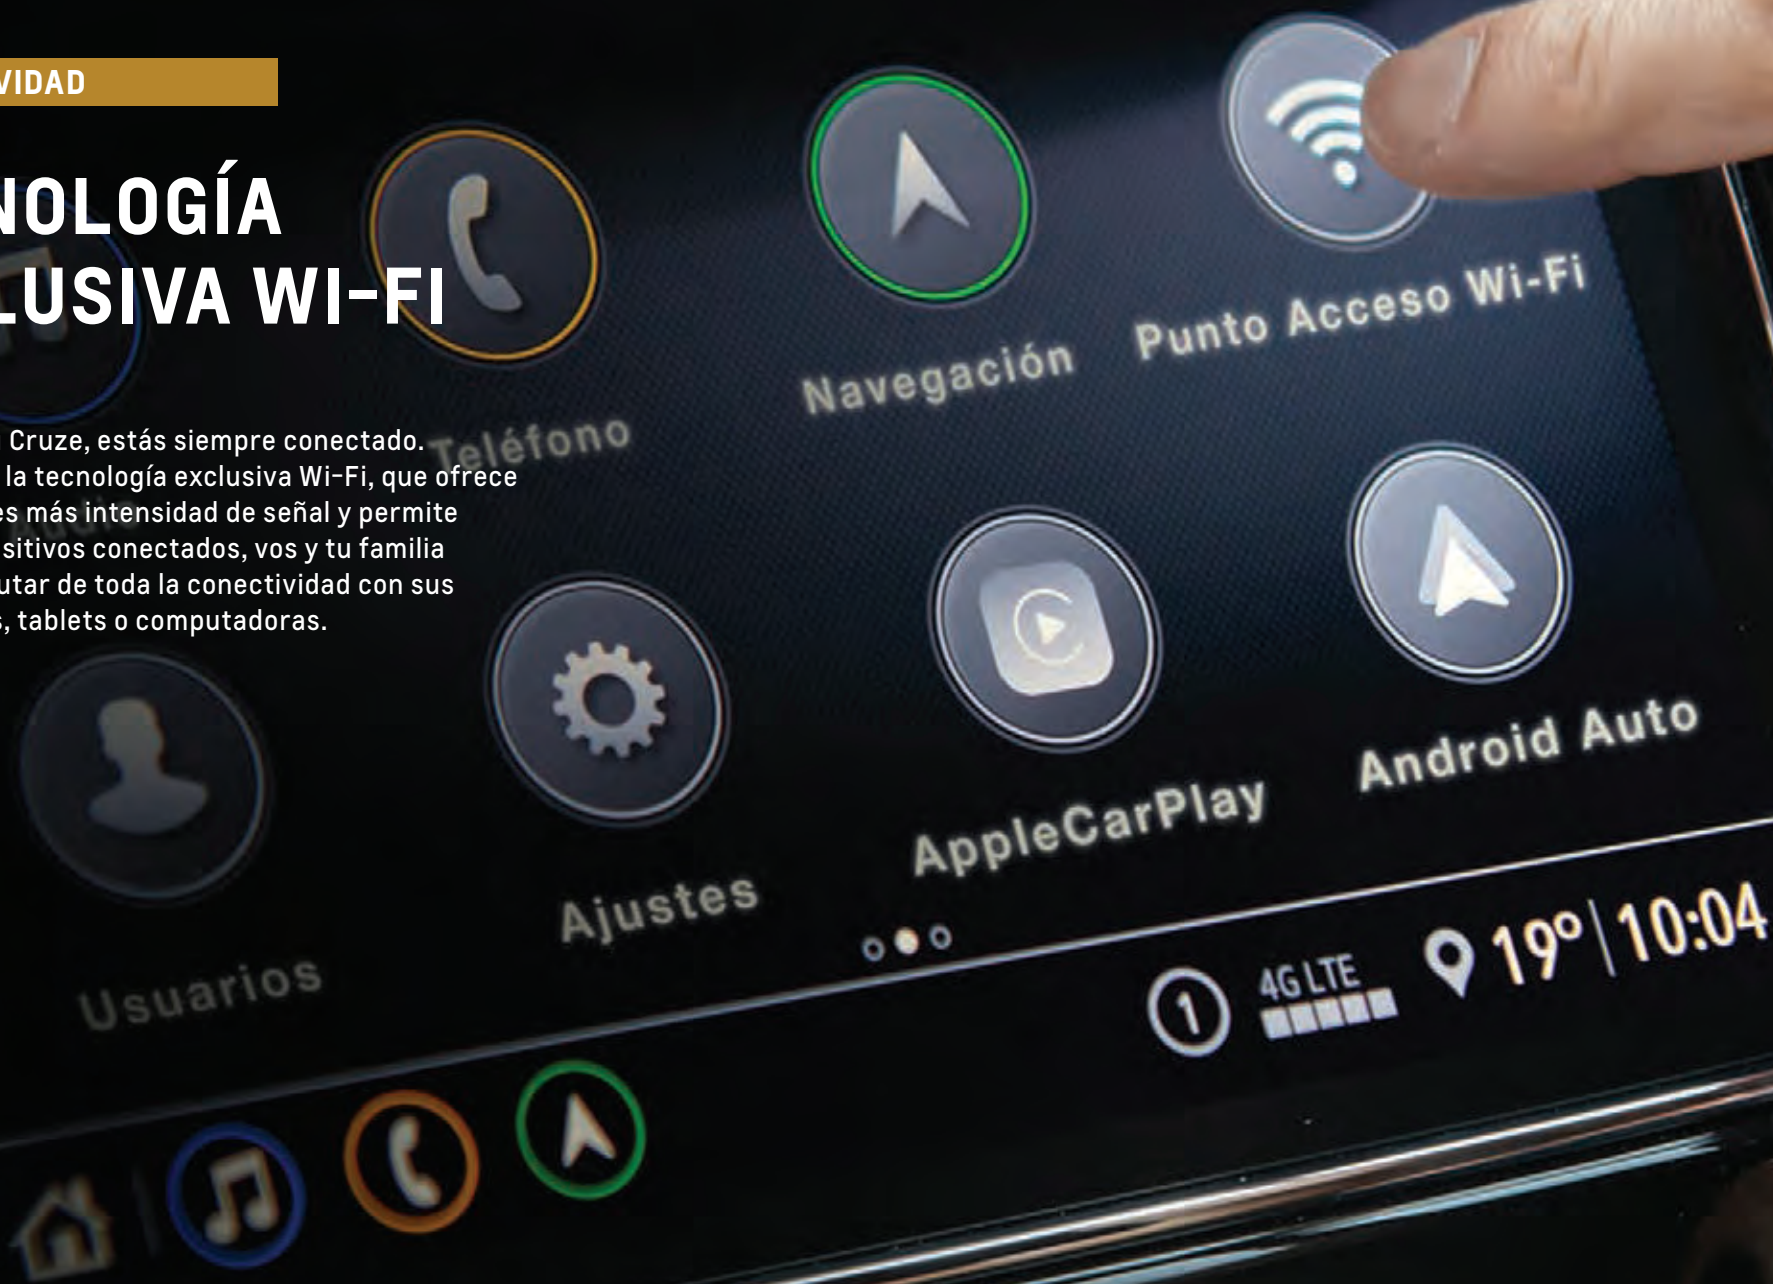 VIDAD
NOLOGÍA
LUSIVA WI-FI
Cruze, estás siempre conectado.
la tecnología exclusiva Wi-Fi, que ofrece
es más intensidad de señal y permite
sitivos conectados, vos y tu familia
utar de toda la conectividad con sus
s, tablets o computadoras.
Audio
Teléfono
Navegación
Punto Acceso Wi-Fi
Usuarios
Ajustes
AppleCarPlay
Android Auto
1 4G LTE 19° 10:04